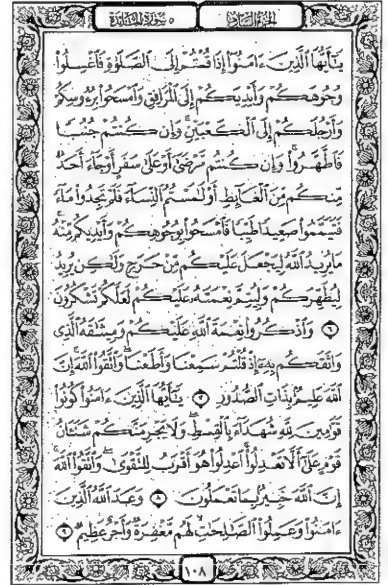 الجزء السادس ٥ سورة المائدة
يَٰٓأَيُّهَا ٱلَّذِينَ ءَامَنُوٓا۟ إِذَا قُمْتُمْ إِلَى ٱلصَّلَوٰةِ فَٱغْسِلُوا۟
وُجُوهَكُمْ وَأَيْدِيَكُمْ إِلَى ٱلْمَرَافِقِ وَٱمْسَحُوا۟ بِرُءُوسِكُمْ
وَأَرْجُلَكُمْ إِلَى ٱلْكَعْبَيْنِ ۚ وَإِن كُنتُمْ جُنُبًا
فَٱطَّهَّرُوا۟ ۚ وَإِن كُنتُم مَّرْضَىٰٓ أَوْ عَلَىٰ سَفَرٍ أَوْ جَآءَ أَحَدٌ
مِّنكُم مِّنَ ٱلْغَآئِطِ أَوْ لَٰمَسْتُمُ ٱلنِّسَآءَ فَلَمْ تَجِدُوا۟ مَآءً
فَتَيَمَّمُوا۟ صَعِيدًا طَيِّبًا فَٱمْسَحُوا۟ بِوُجُوهِكُمْ وَأَيْدِيكُم مِّنْهُ ۚ
مَا يُرِيدُ ٱللَّهُ لِيَجْعَلَ عَلَيْكُم مِّنْ حَرَجٍ وَلَٰكِن يُرِيدُ
لِيُطَهِّرَكُمْ وَلِيُتِمَّ نِعْمَتَهُۥ عَلَيْكُمْ لَعَلَّكُمْ تَشْكُرُونَ
٦ وَٱذْكُرُوا۟ نِعْمَةَ ٱللَّهِ عَلَيْكُمْ وَمِيثَٰقَهُ ٱلَّذِى
وَاثَقَكُم بِهِۦٓ إِذْ قُلْتُمْ سَمِعْنَا وَأَطَعْنَا ۖ وَٱتَّقُوا۟ ٱللَّهَ ۚ إِنَّ
ٱللَّهَ عَلِيمٌۢ بِذَاتِ ٱلصُّدُورِ ٧ يَٰٓأَيُّهَا ٱلَّذِينَ ءَامَنُوا۟ كُونُوا۟
قَوَّٰمِينَ لِلَّهِ شُهَدَآءَ بِٱلْقِسْطِ ۖ وَلَا يَجْرِمَنَّكُمْ شَنَـَٔانُ
قَوْمٍ عَلَىٰٓ أَلَّا تَعْدِلُوا۟ ۚ ٱعْدِلُوا۟ هُوَ أَقْرَبُ لِلتَّقْوَىٰ ۖ وَٱتَّقُوا۟ ٱللَّهَ ۚ
إِنَّ ٱللَّهَ خَبِيرٌۢ بِمَا تَعْمَلُونَ ٨ وَعَدَ ٱللَّهُ ٱلَّذِينَ
ءَامَنُوا۟ وَعَمِلُوا۟ ٱلصَّٰلِحَٰتِ ۙ لَهُم مَّغْفِرَةٌ وَأَجْرٌ عَظِيمٌ ٩
١٠٨